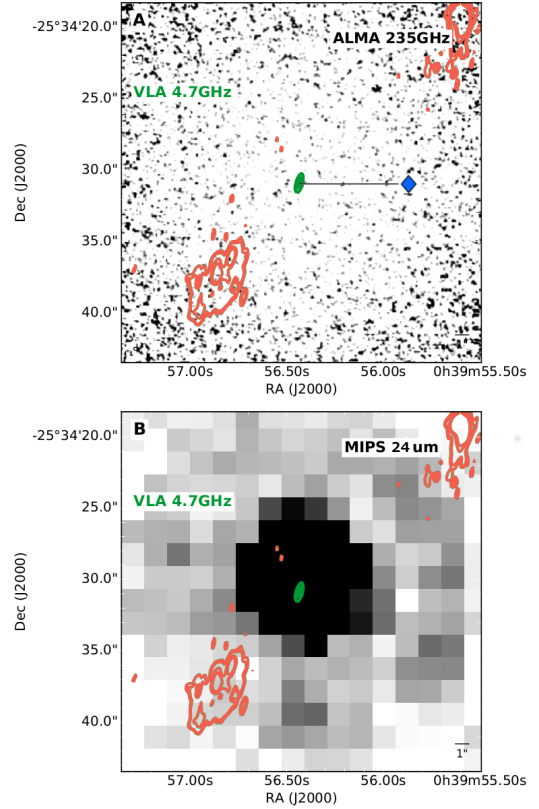 A
ALMA 235GHz
VLA 4.7GHz
-25°34'20.0"
25.0"
30.0"
35.0"
40.0"
Dec (J2000)
57.00s 56.50s 56.00s 0h39m55.50s
RA (J2000)
B
MIPS 24 um
VLA 4.7GHz
-25°34'20.0"
25.0"
30.0"
35.0"
40.0"
Dec (J2000)
1"
57.00s 56.50s 56.00s 0h39m55.50s
RA (J2000)